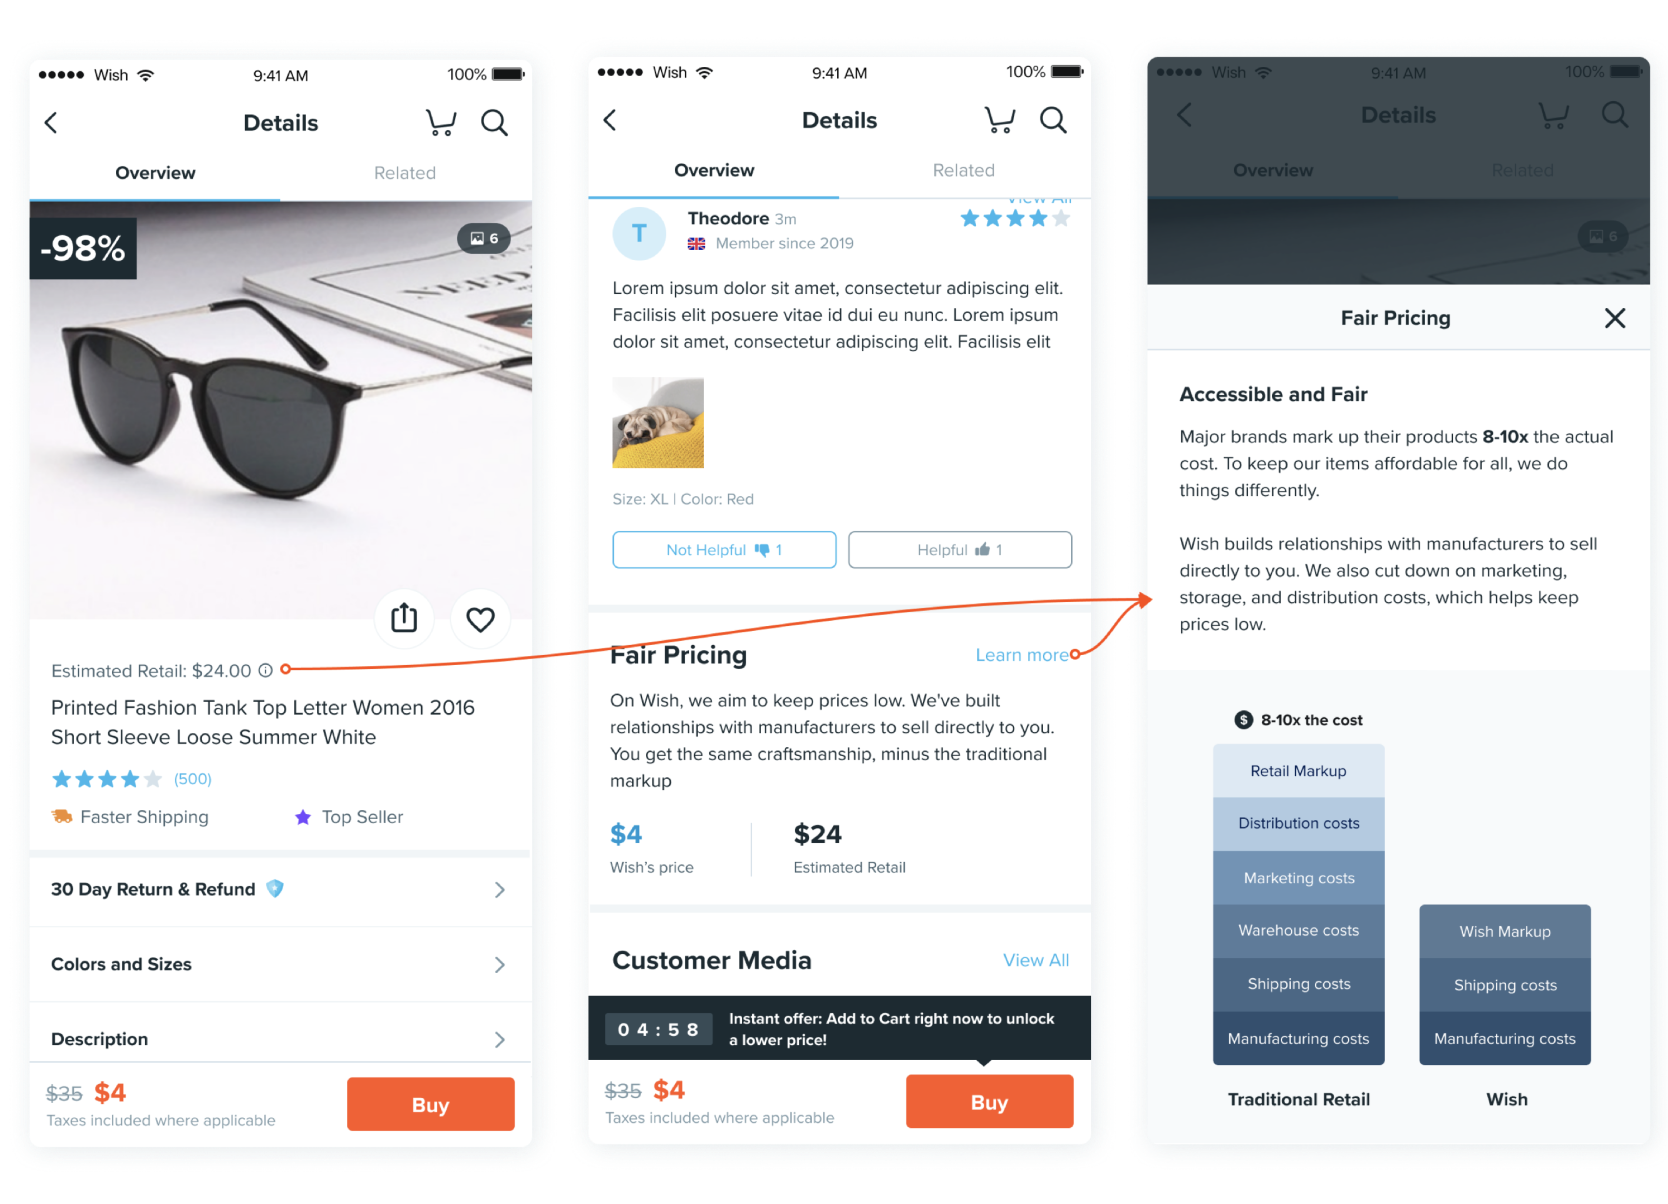 Wish
9:41 AM
100%
Details
Overview
Related
-98%
6
NEED
Estimated Retail: $24.00
Printed Fashion Tank Top Letter Women 2016
Short Sleeve Loose Summer White
(500)
Faster Shipping
Top Seller
30 Day Return & Refund
Colors and Sizes
Description
$35 $4
Taxes included where applicable
Buy
Wish
9:41 AM
100%
Details
Overview
Related
View All
T
Theodore 3m
Member since 2019
Lorem ipsum dolor sit amet, consectetur adipiscing elit.
Facilisis elit posuere vitae id dui eu nunc. Lorem ipsum
dolor sit amet, consectetur adipiscing elit. Facilisis elit
Size: XL | Color: Red
Not Helpful 1
Helpful 1
Fair Pricing
Learn more
On Wish, we aim to keep prices low. We've built
relationships with manufacturers to sell directly to you.
You get the same craftsmanship, minus the traditional
markup
$4
Wish's price
$24
Estimated Retail
Customer Media
View All
04:58
Instant offer: Add to Cart right now to unlock
a lower price!
$35 $4
Taxes included where applicable
Buy
Wish
9:41 AM
100%
Details
Overview
Related
6
Fair Pricing
Accessible and Fair
Major brands mark up their products 8-10x the actual
cost. To keep our items affordable for all, we do
things differently.
Wish builds relationships with manufacturers to sell
directly to you. We also cut down on marketing,
storage, and distribution costs, which helps keep
prices low.
$ 8-10x the cost
Retail Markup
Distribution costs
Marketing costs
Warehouse costs
Shipping costs
Manufacturing costs
Traditional Retail
Wish Markup
Shipping costs
Manufacturing costs
Wish